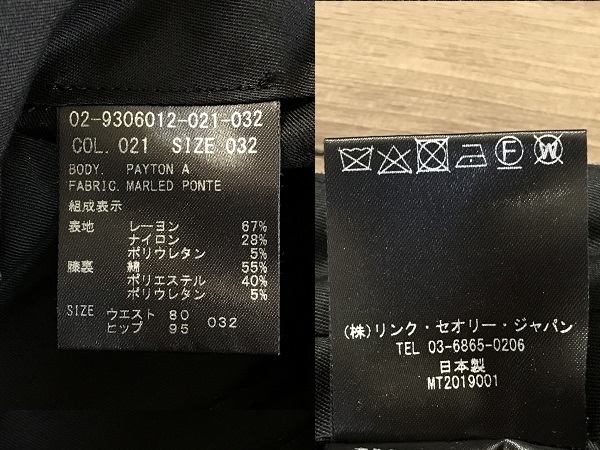 02-9306012-021-032
COL. 021 SIZE 032
BODY. PAYTON A
FABRIC. MARLED PONTE
組成表示
表地 レーヨン 67%
ナイロン 28%
ポリウレタン 5%
膝裏 綿 55%
ポリエステル 40%
ポリウレタン 5%
SIZE ウエスト 80 032
ヒップ 95
F W
(株)リンク・セオリー・ジャパン
TEL 03-6865-0206
日本製
MT2019001